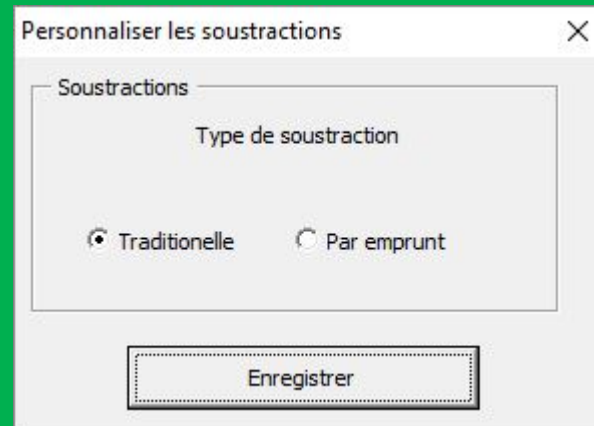 Personnaliser les soustractions
Soustractions
Type de soustraction
Traditionelle Par emprunt
Enregistrer